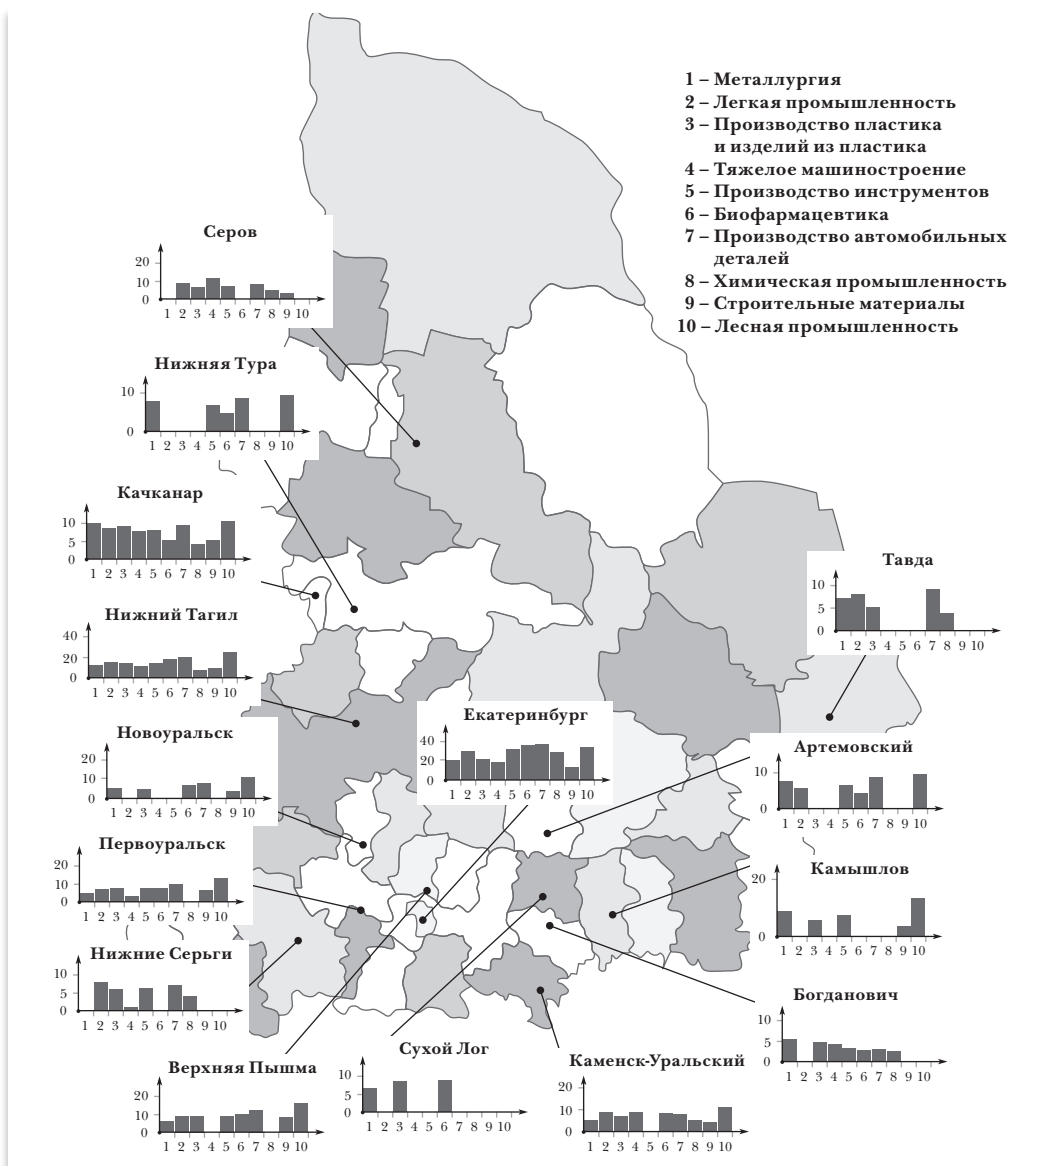 1 – Металлургия
2 – Легкая промышленность
3 – Производство пластика
и изделий из пластика
4 – Тяжелое машиностроение
5 – Производство инструментов
6 – Биофармацевтика
7 – Производство автомобильных
деталей
8 – Химическая промышленность
9 – Строительные материалы
10 – Лесная промышленность
Серов
20
10
0
1 2 3 4 5 6 7 8 9 10
Нижняя Тура
10
0
1 2 3 4 5 6 7 8 9 10
Качканар
10
5
0
1 2 3 4 5 6 7 8 9 10
Тавда
10
5
0
1 2 3 4 5 6 7 8 9 10
Нижний Тагил
40
20
0
1 2 3 4 5 6 7 8 9 10
Екатеринбург
40
20
0
1 2 3 4 5 6 7 8 9 10
Новоуральск
20
10
0
1 2 3 4 5 6 7 8 9 10
Артемовский
10
0
1 2 3 4 5 6 7 8 9 10
Первоуральск
20
10
0
1 2 3 4 5 6 7 8 9 10
Камышлов
20
0
1 2 3 4 5 6 7 8 9 10
Нижние Серьги
10
5
0
1 2 3 4 5 6 7 8 9 10
Богданович
10
5
0
1 2 3 4 5 6 7 8 9 10
Верхняя Пышма
20
10
0
1 2 3 4 5 6 7 8 9 10
Сухой Лог
10
5
0
1 2 3 4 5 6 7 8 9 10
Каменск-Уральский
20
10
0
1 2 3 4 5 6 7 8 9 10